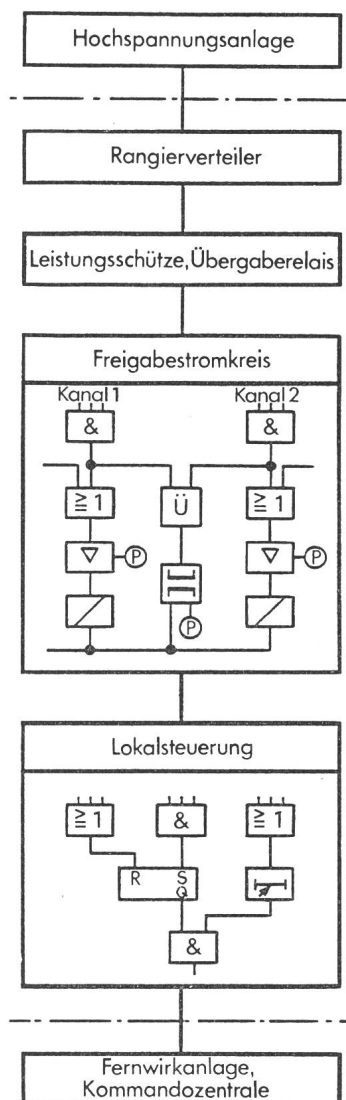 Hochspannungsanlage
Rangierverteiler
Leistungsschütze,Übergaberelais
Freigabestromkreis
Kanal 1 Kanal 2
& &
≧ 1 Ü ≧ 1
▽ P ▽ P
P
Lokalsteuerung
≧ 1 & ≧ 1
R S
Q
&
Fernwirkanlage,
Kommandozentrale